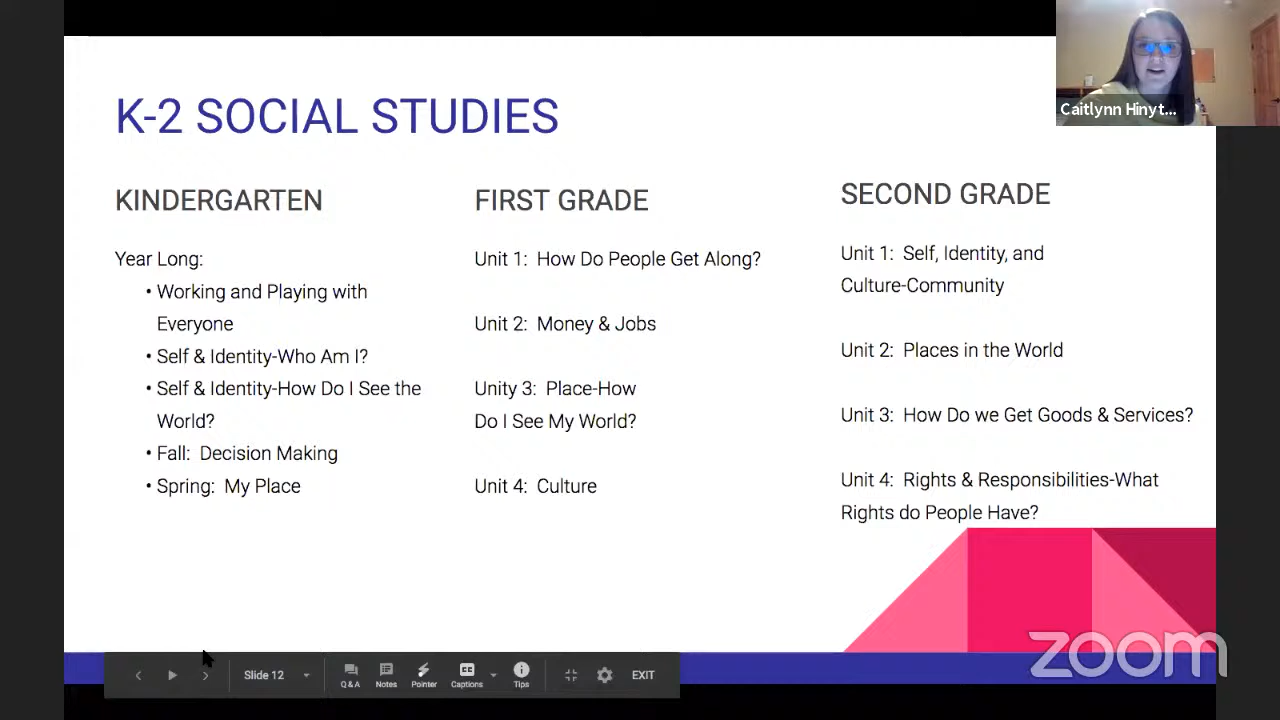 K-2 SOCIAL STUDIES
Caitlynn Hinyt...
KINDERGARTEN
Year Long:
• Working and Playing with
Everyone
• Self & Identity-Who Am I?
• Self & Identity-How Do I See the
World?
• Fall: Decision Making
• Spring: My Place
FIRST GRADE
Unit 1: How Do People Get Along?
Unit 2: Money & Jobs
Unity 3: Place-How
Do I See My World?
Unit 4: Culture
SECOND GRADE
Unit 1: Self, Identity, and
Culture-Community
Unit 2: Places in the World
Unit 3: How Do we Get Goods & Services?
Unit 4: Rights & Responsibilities-What
Rights do People Have?
zoom
Slide 12
Q & A
Notes
Pointer
CC
Captions
Tips
EXIT